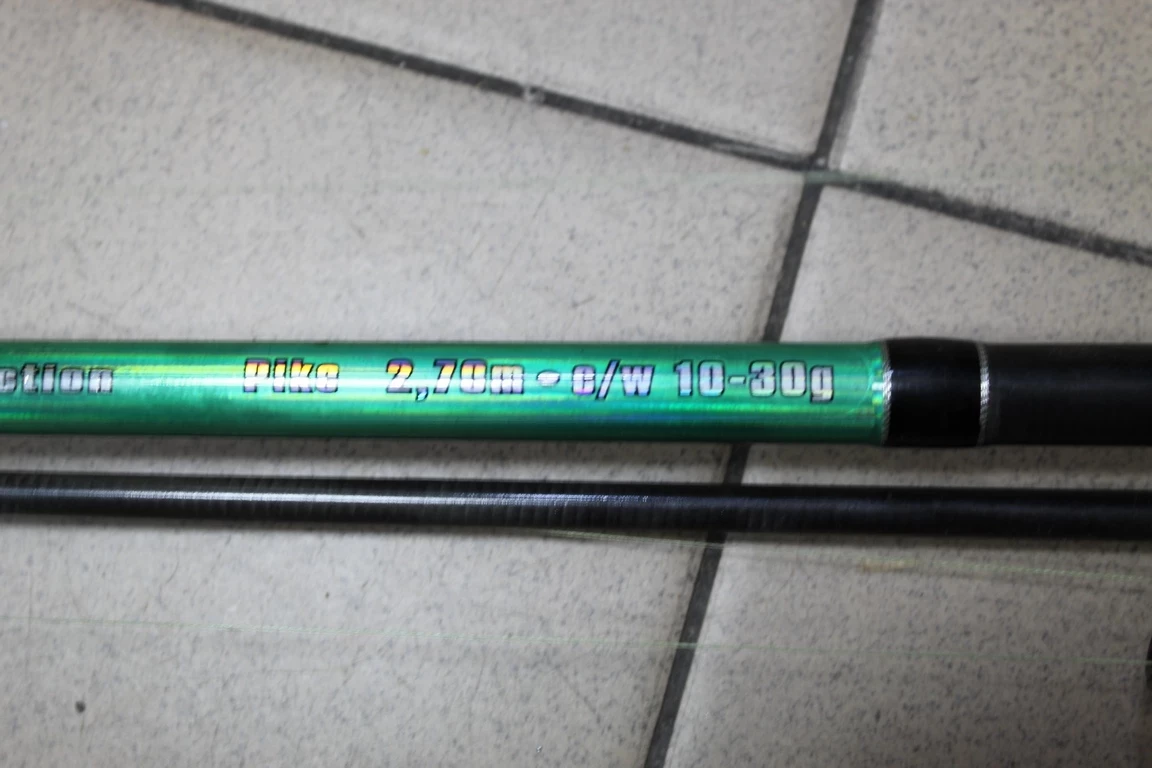 ction Pike 2,70m - c/w 10-30g